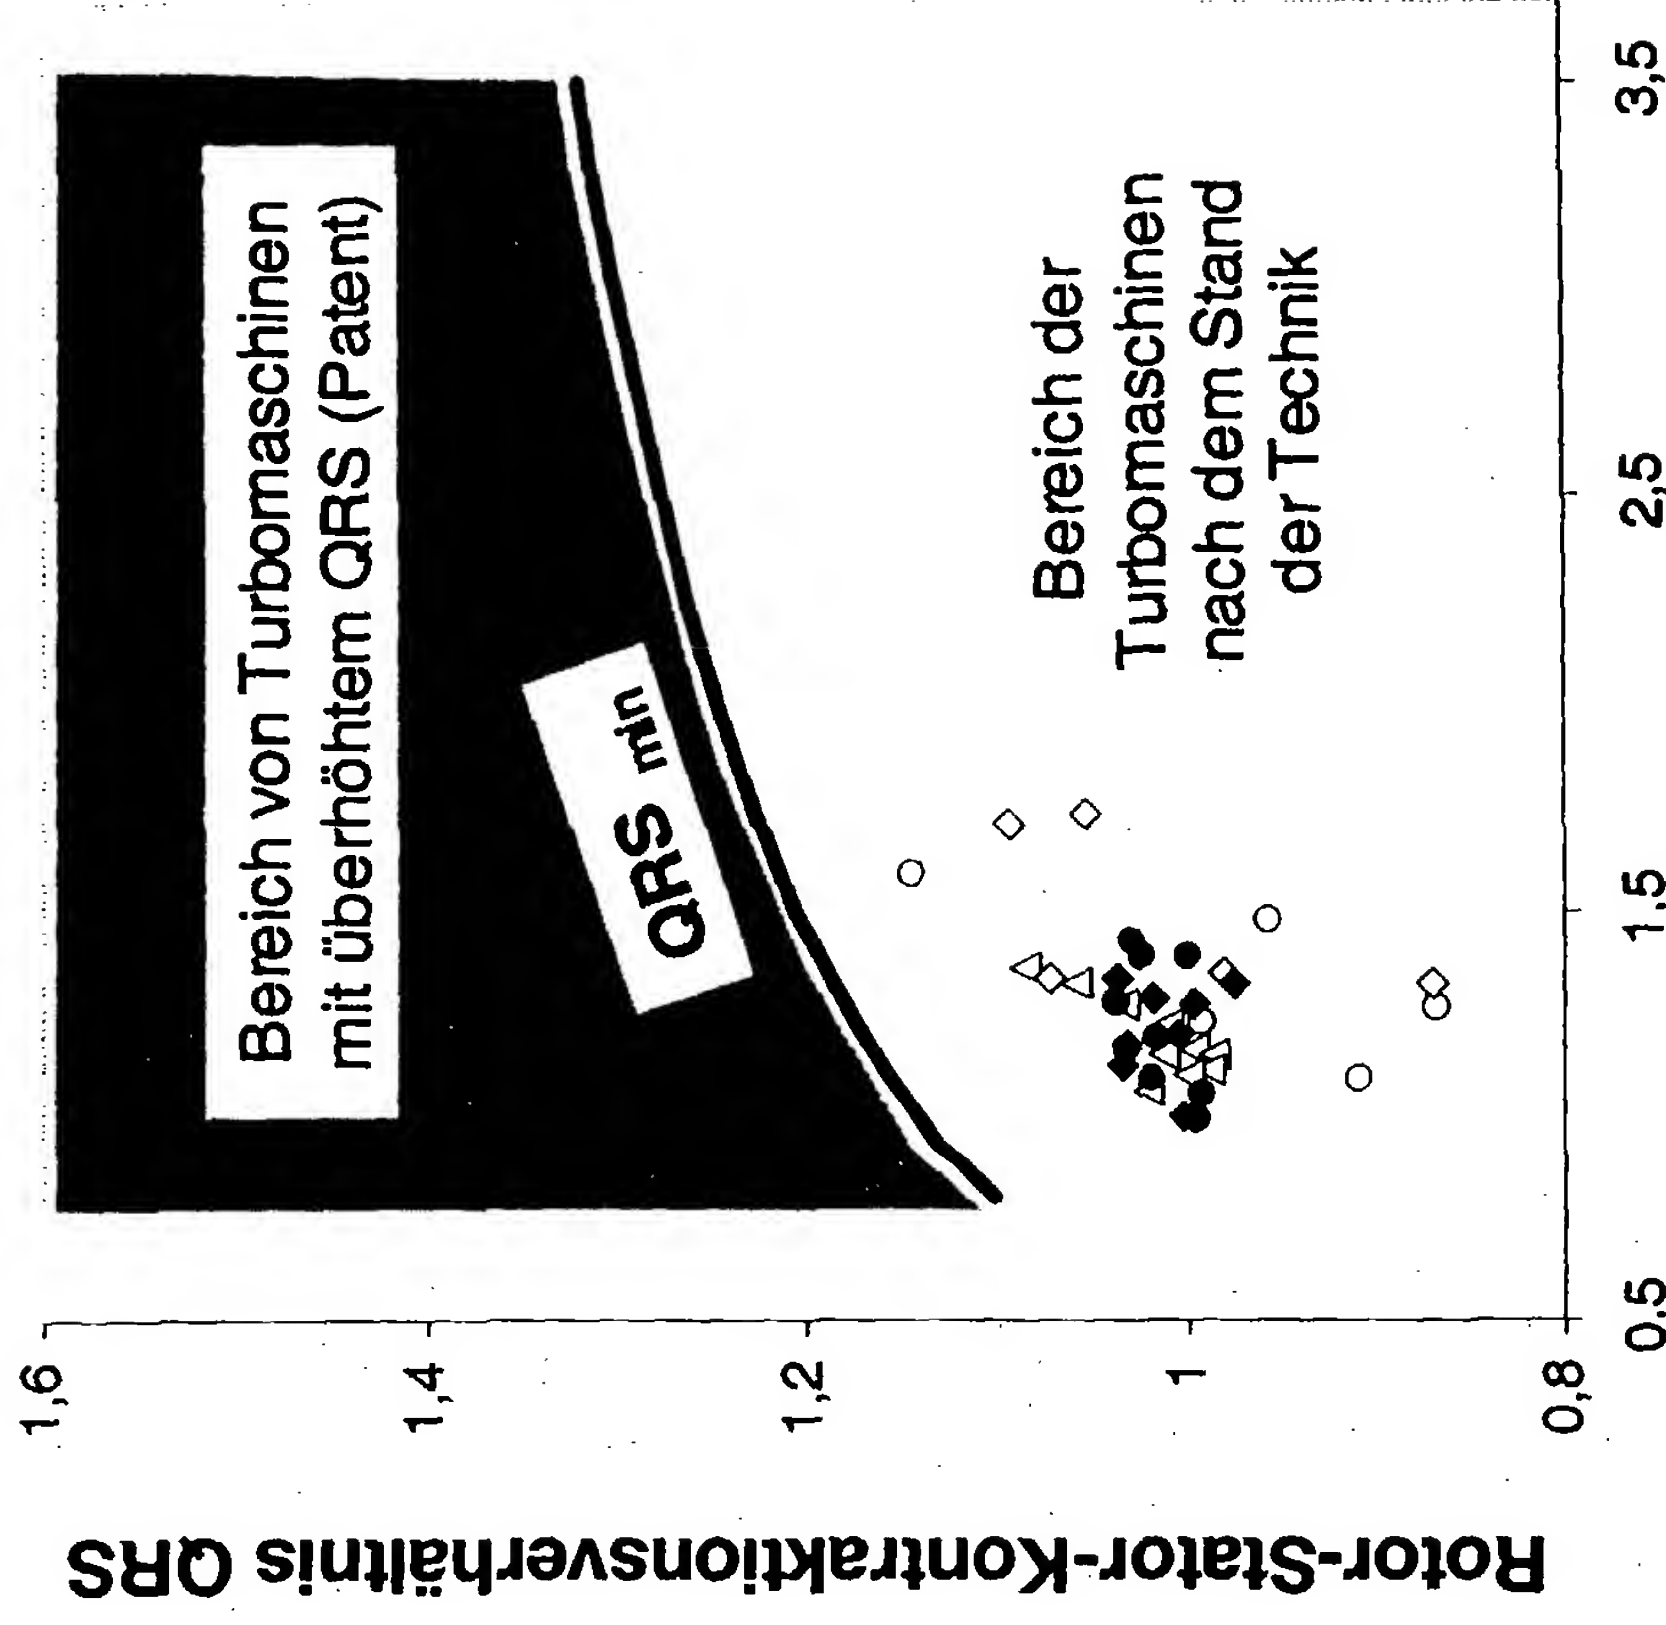 Rotor-Stator-Kontraktionsverhältnis QRS
1,6
1,4
1,2
1
0,8
Bereich von Turbomaschinen
mit überhöhtem QRS (Patent)
QRS min
Bereich der
Turbomaschinen
nach dem Stand
der Technik
0.5
1,5
2,5
3,5